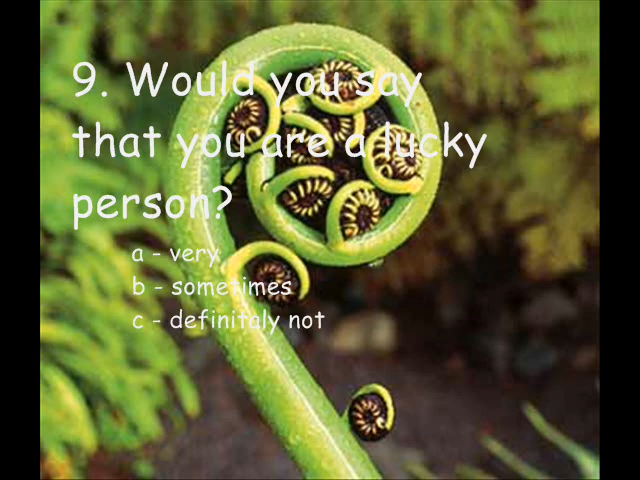 9. Would you say
that you are a lucky
person?
a - very
b - sometimes
c - definitaly not